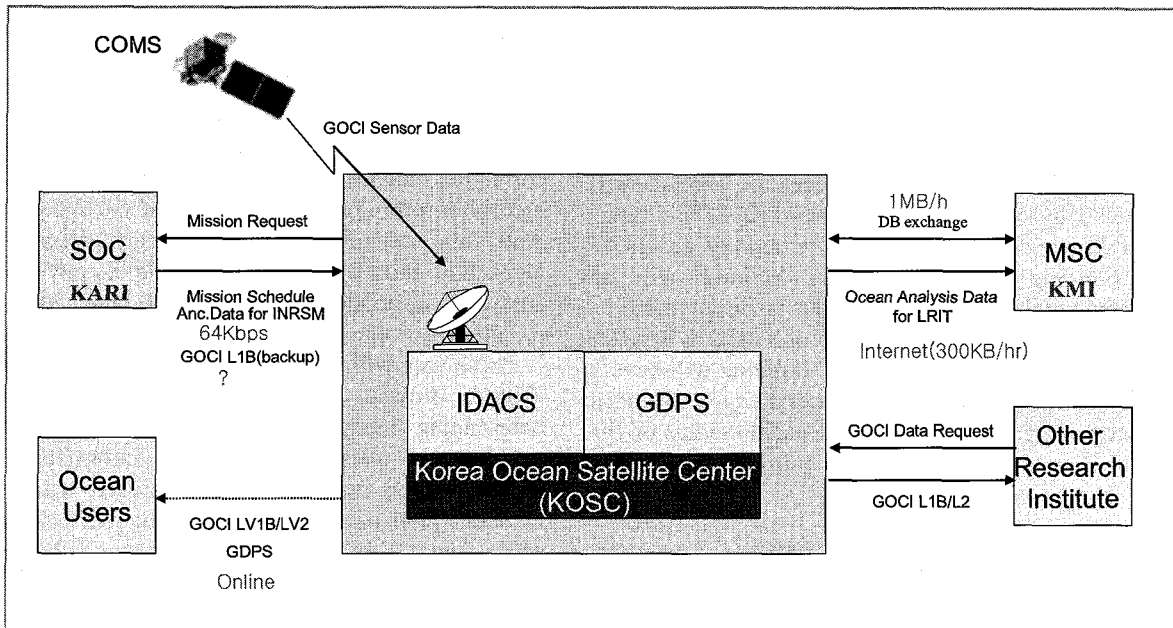 COMS
GOCI Sensor Data
Mission Request
SOC
KARI
Mission Schedule
Anc.Data for INRSM
64Kbps
GOCI L1B(backup)
?
1MB/h
DB exchange
MSC
KMI
Ocean Analysis Data
for LRIT
Internet(300KB/hr)
IDACS
GDPS
Korea Ocean Satellite Center
(KOSC)
Ocean
Users
GOCI LV1B/LV2
GDPS
Online
GOCI Data Request
GOCI L1B/L2
Other
Research
Institute